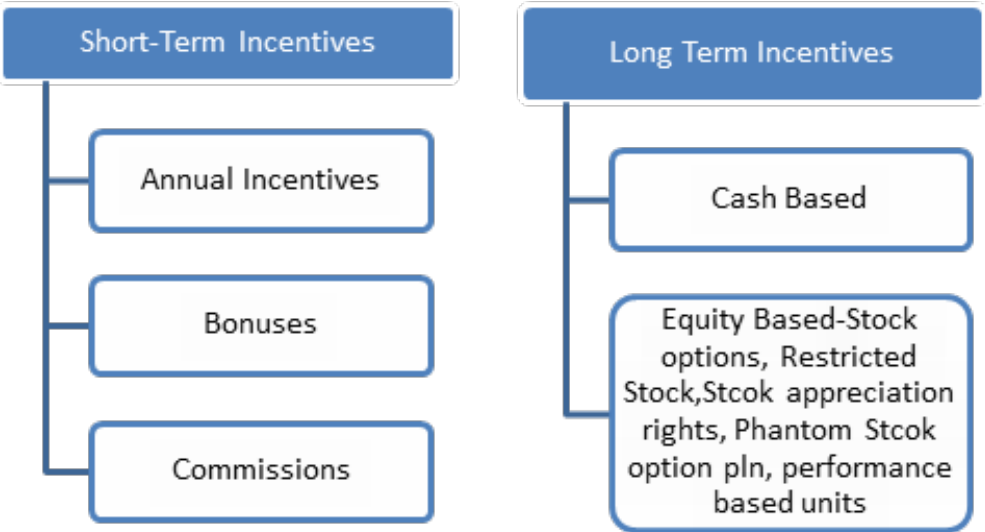 Short-Term Incentives
Annual Incentives
Bonuses
Commissions
Long Term Incentives
Cash Based
Equity Based-Stock
options, Restricted
Stock,Stcok appreciation
rights, Phantom Stcok
option pln, performance
based units